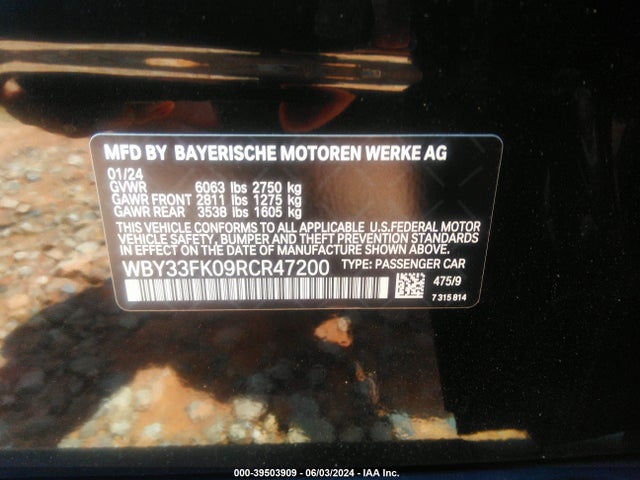 MFD BY BAYERISCHE MOTOREN WERKE AG
01/24
GVWR 6063 lbs 2750 kg
GAWR FRONT 2811 lbs 1275 kg
GAWR REAR 3538 lbs 1605 kg
THIS VEHICLE CONFORMS TO ALL APPLICABLE U.S.FEDERAL MOTOR
VEHICLE SAFETY, BUMPER AND THEFT PREVENTION STANDARDS
IN EFFECT ON THE DATE OF MANUFACTURE SHOWN ABOVE.
WBY33FK09RCR47200 TYPE: PASSENGER CAR
475/9
7 315 814
000-39503909 - 06/03/2024 - IAA Inc.